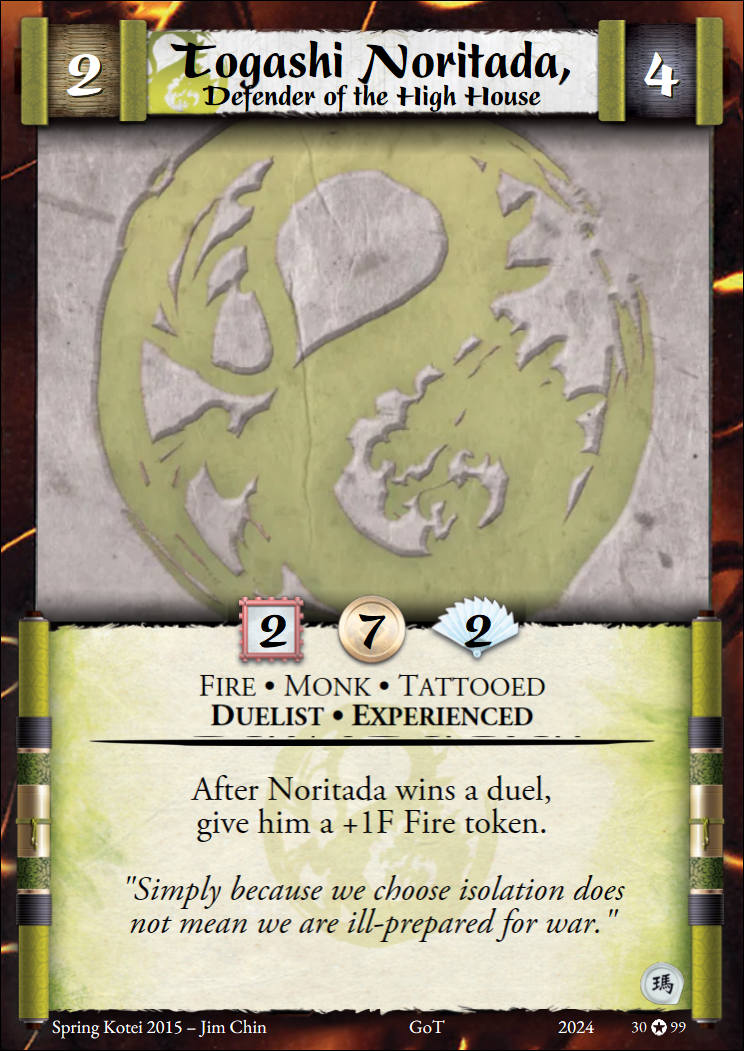 2
Togashi Noritada,
4
Defender of the High House
2 7 2
Fire • Monk • Tattooed
Duelist • Experienced
After Noritada wins a duel,
give him a +1F Fire token.
"Simply because we choose isolation does
not mean we are ill-prepared for war."
瑪
Spring Kotei 2015 – Jim Chin GoT 2024 30 ✪ 99